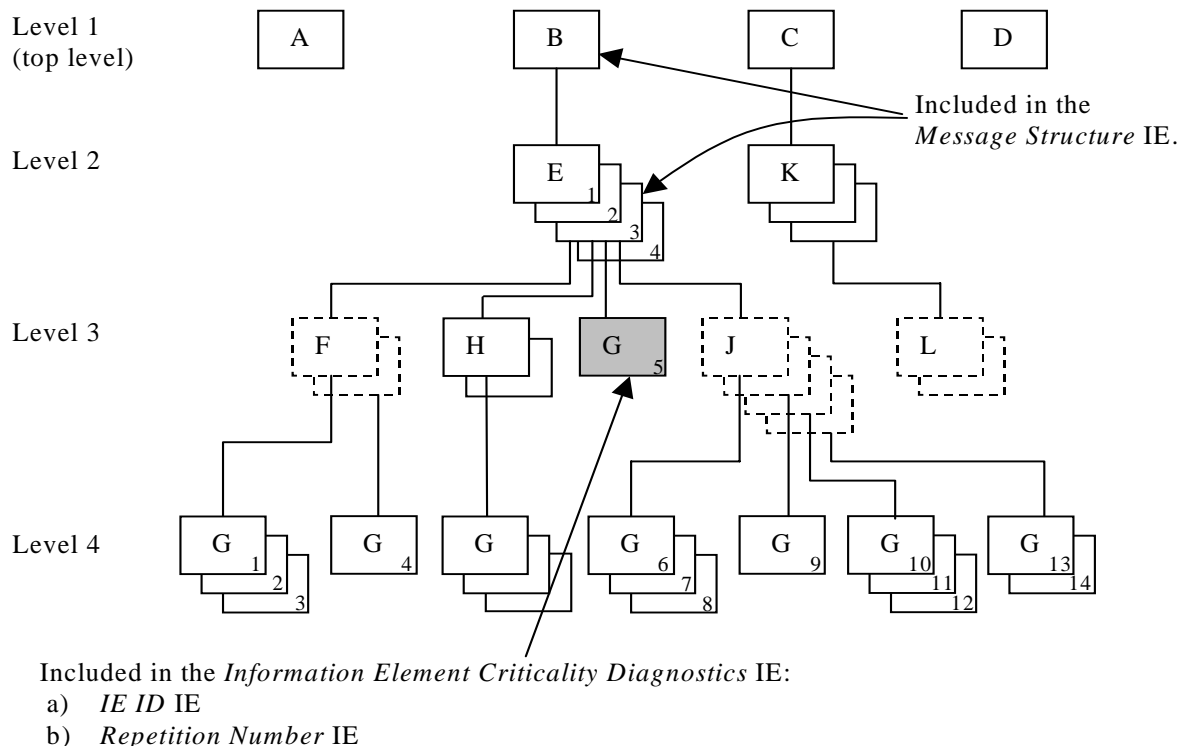 Level 1
(top level)
A
B
C
D
Included in the
Message Structure IE.
Level 2
E
1
2
3
4
K
Level 3
F
H
G
5
J
L
Level 4
G
1
2
3
G
4
G
G
6
7
8
G
9
G
10
11
12
G
13
14
Included in the Information Element Criticality Diagnostics IE:
a) IE ID IE
b) Repetition Number IE